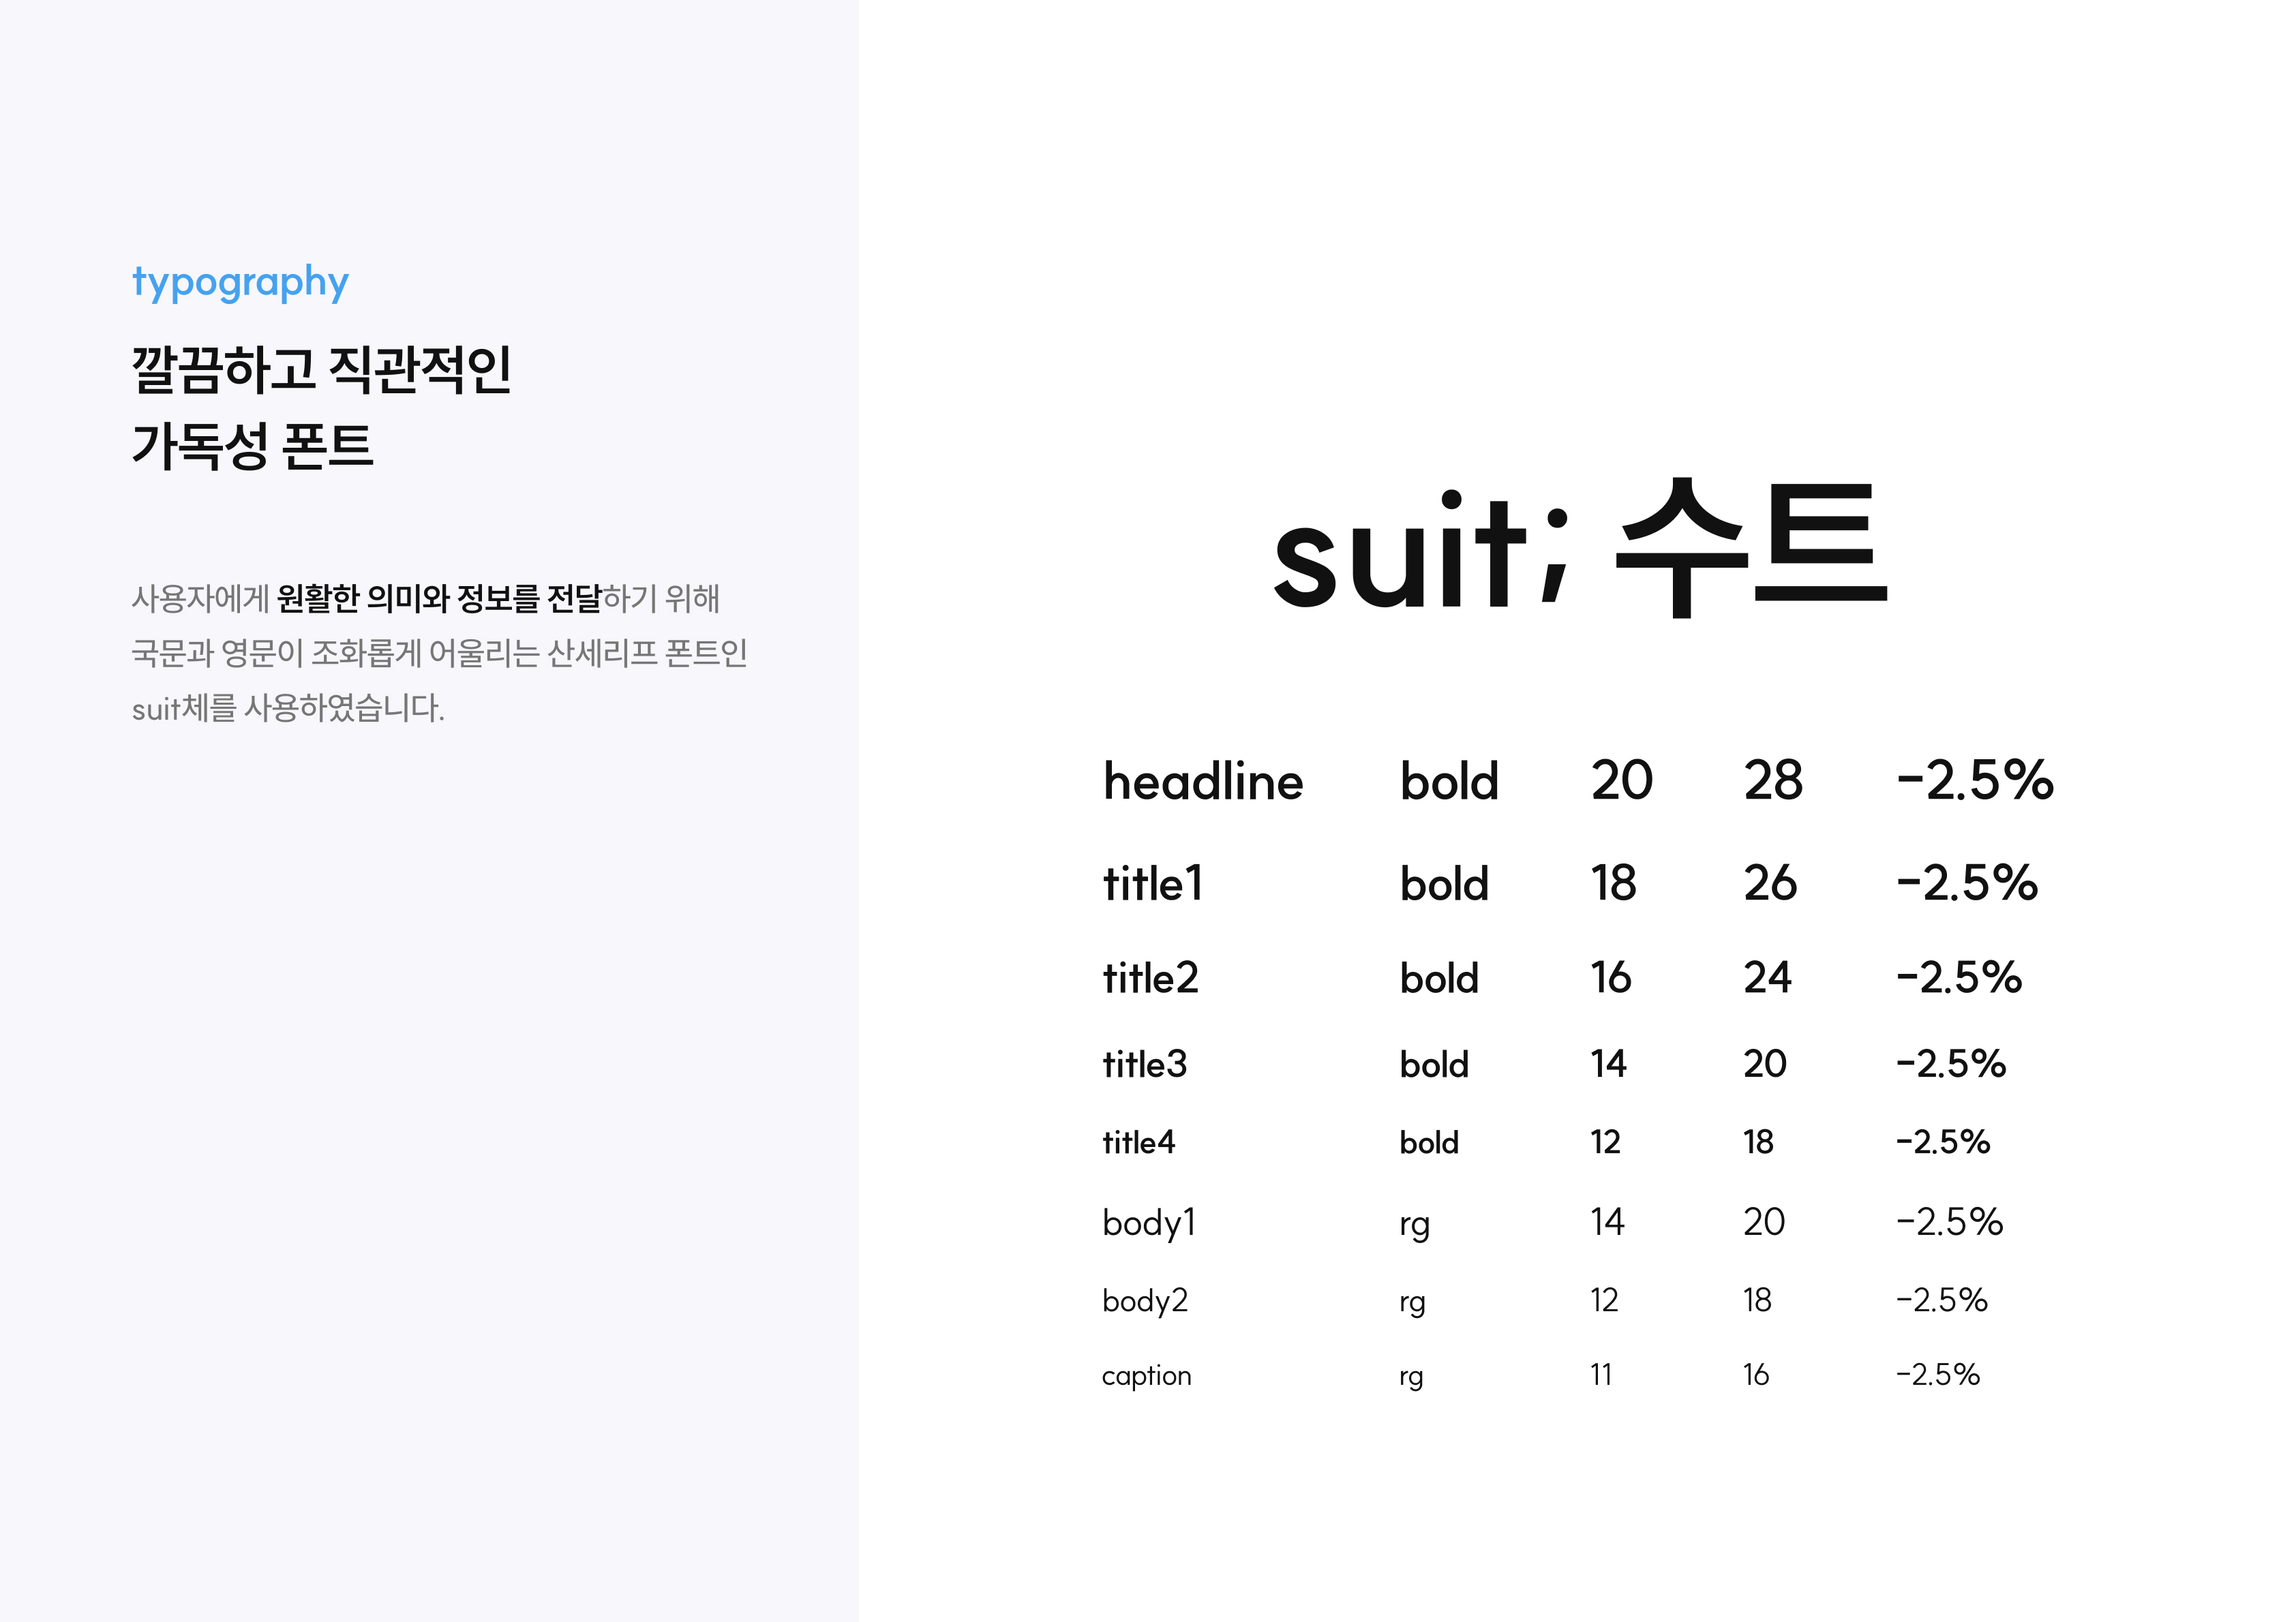 typography
깔끔하고 직관적인
가독성 폰트
사용자에게 원활한 의미와 정보를 전달하기 위해
국문과 영문이 조화롭게 어울리는 산세리프 폰트인
suit체를 사용하였습니다.
suit; 수트
headline bold 20 28 -2.5%
title1 bold 18 26 -2.5%
title2 bold 16 24 -2.5%
title3 bold 14 20 -2.5%
title4 bold 12 18 -2.5%
body1 rg 14 20 -2.5%
body2 rg 12 18 -2.5%
caption rg 11 16 -2.5%